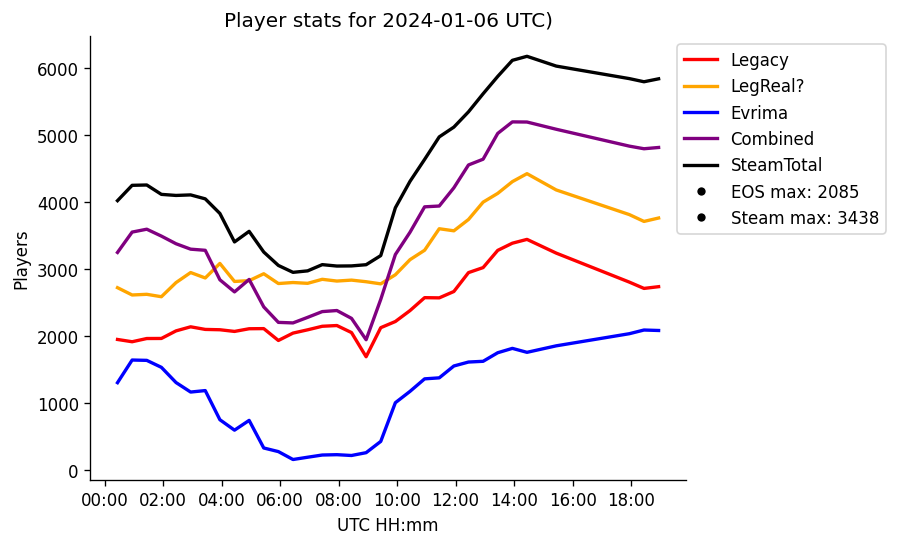 Player stats for 2024-01-06 UTC)
Players
6000
5000
4000
3000
2000
1000
0
00:00 02:00 04:00 06:00 08:00 10:00 12:00 14:00 16:00 18:00
UTC HH:mm
Legacy
LegReal?
Evrima
Combined
SteamTotal
EOS max: 2085
Steam max: 3438